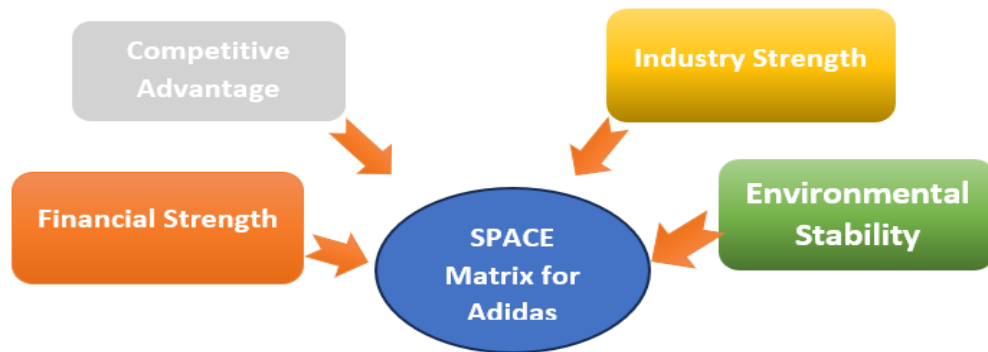 Competitive
Advantage
Industry Strength
Financial Strength
Environmental
Stability
SPACE
Matrix for
Adidas